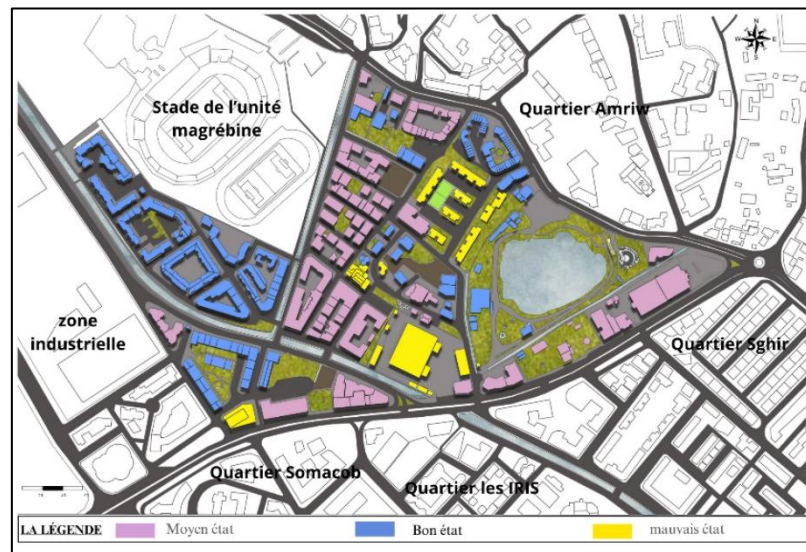 N
W
E
S
Stade de l'unité
magrébine
Quartier Amriw
zone
industrielle
Quartier Sghir
Quartier Somacob
Quartier les IRIS
LA LÉGENDE Moyen état Bon état mauvais état